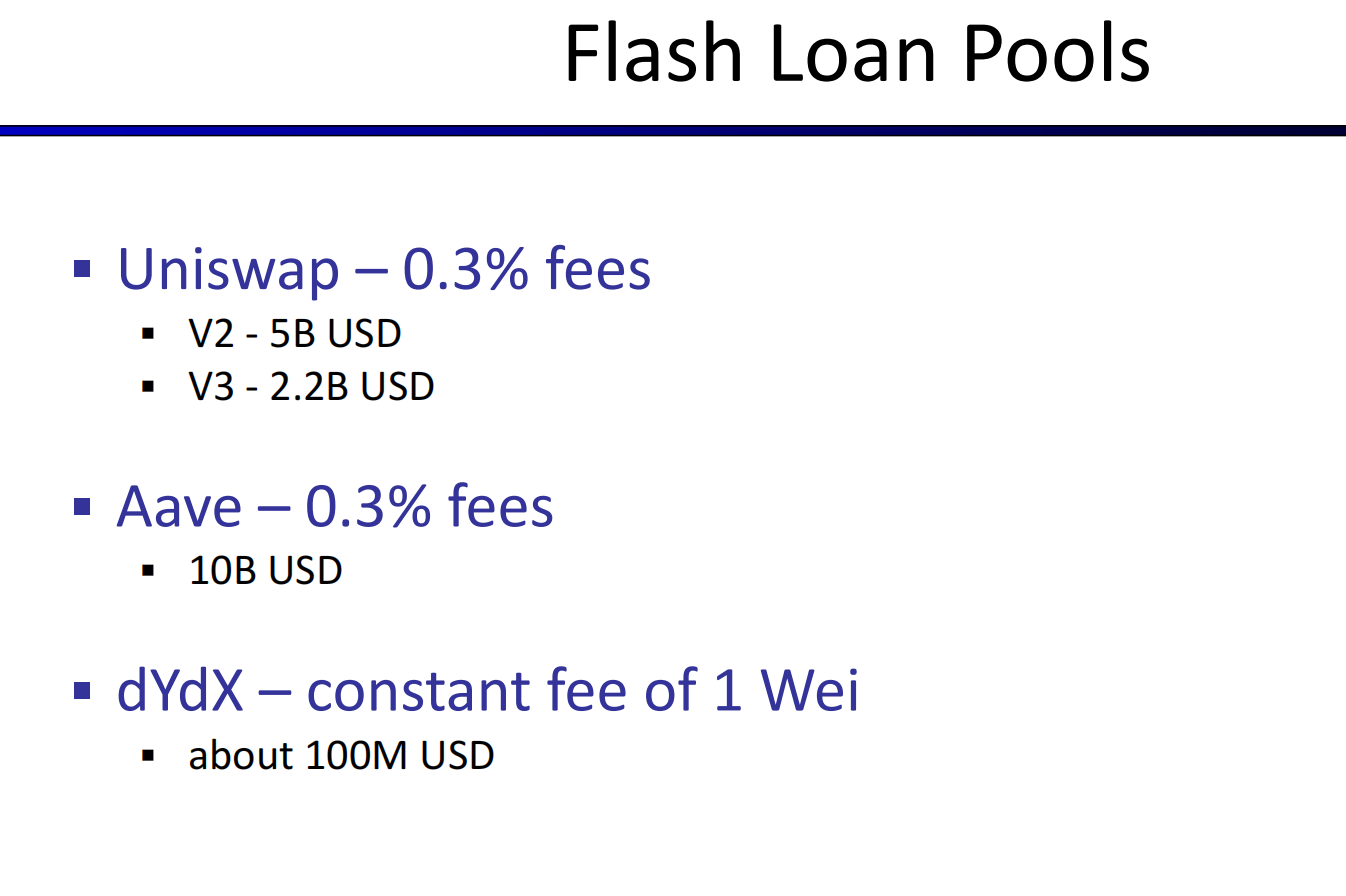 Flash Loan Pools
▪ Uniswap – 0.3% fees
▪ V2 - 5B USD
▪ V3 - 2.2B USD
▪ Aave – 0.3% fees
▪ 10B USD
▪ dYdX – constant fee of 1 Wei
▪ about 100M USD